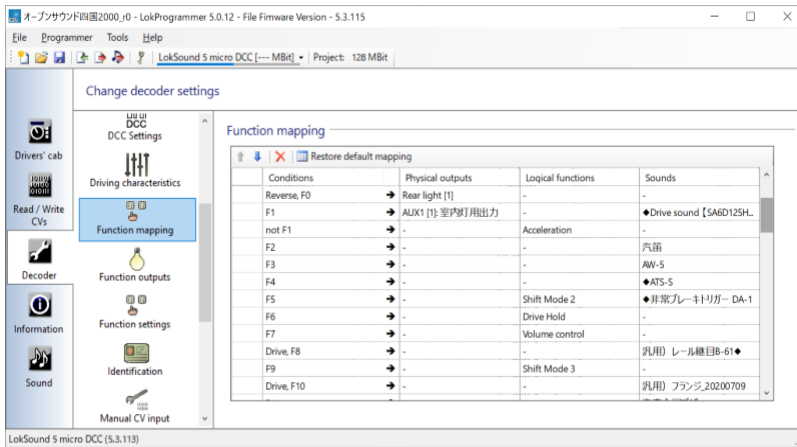 オープンサウンド四国2000_r0 - LokProgrammer 5.0.12 - File Fimware Version - 5.3.115
File Programmer Tools Help
LokSound 5 micro DCC [--- MBit] Project: 128 MBit
Change decoder settings
Drivers' cab
Read / Write CVs
Decoder
Information
Sound
DCC
DCC Settings
Driving characteristics
Function mapping
Function outputs
Function settings
Identification
Manual CV input
Function mapping
Restore default mapping
Conditions Physical outputs Logical functions Sounds
Reverse, F0 ➔ Rear light [1] - -
F1 ➔ AUX1 [1]: 室内灯用出力 - ◆Drive sound【SA6D125H...
not F1 ➔ - Acceleration -
F2 ➔ - - 汽笛
F3 ➔ - - AW-5
F4 ➔ - - ◆ATS-S
F5 ➔ - Shift Mode 2 ◆非常ブレーキトリガー DA-1
F6 ➔ - Drive Hold -
F7 ➔ - Volume control -
Drive, F8 ➔ - - 汎用）レール継目B-61◆
F9 ➔ - Shift Mode 3 -
Drive, F10 ➔ - - 汎用）フランジ_20200709
LokSound 5 micro DCC (5.3.113)